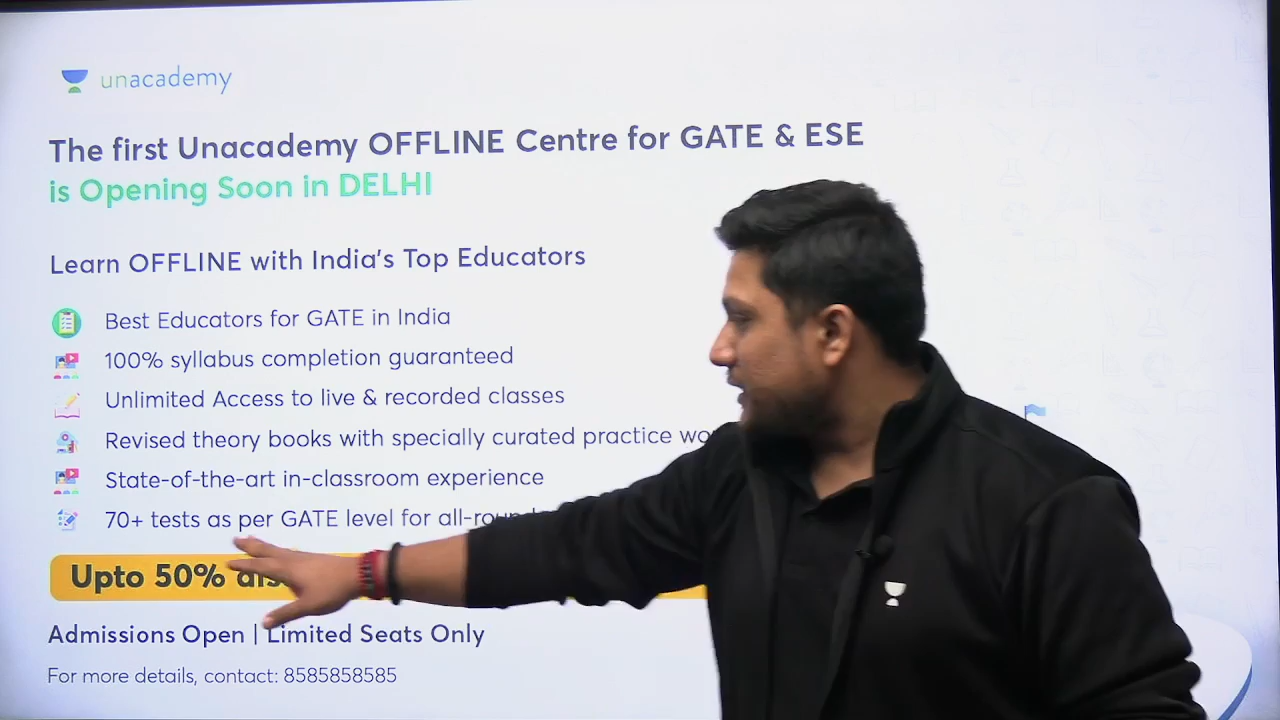 unacademy
The first Unacademy OFFLINE Centre for GATE & ESE
is Opening Soon in DELHI
Learn OFFLINE with India's Top Educators
Best Educators for GATE in India
100% syllabus completion guaranteed
Unlimited Access to live & recorded classes
Revised theory books with specially curated practice
State-of-the-art in-classroom experience
70+ tests as per GATE level for
Upto 50%
Admissions Open | Limited Seats Only
For more details, contact: 8585858585